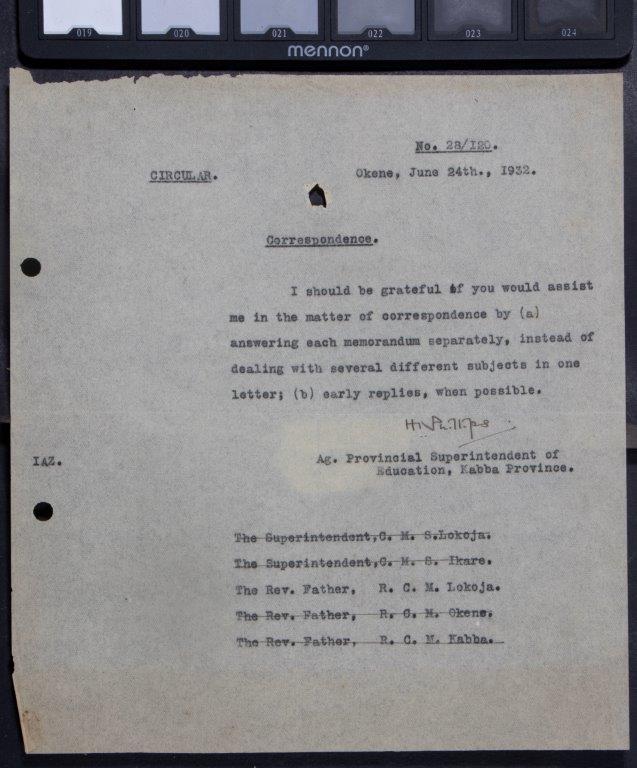 019 020 021 022 023 024
mennon®
No. 28/120.
CIRCULAR. Okene, June 24th., 1932.
Correspondence.
I should be grateful if you would assist
me in the matter of correspondence by (a)
answering each memorandum separately, instead of
dealing with several different subjects in one
letter; (b) early replies, when possible.
Ag. Provincial Superintendent of
IAZ.
Education, Kabba Province.
The Superintendent,C. M. S.Lokoja.
The Superintendent,C. M. S. Ikare.
The Rev. Father, R. C. M. Lokoja.
The Rev. Father, R. C. M. Okene.
The Rev. Father, R. C. M. Kabba.